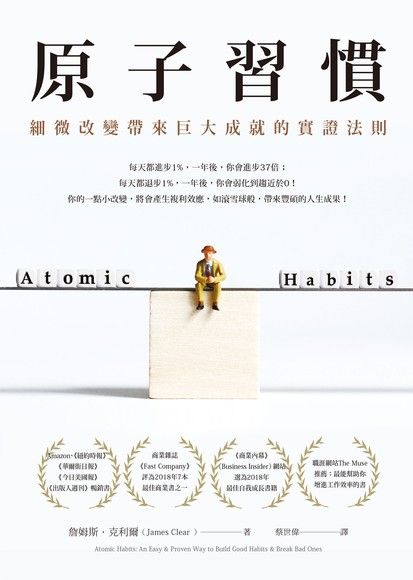 原子習慣
細微改變帶來巨大成就的實證法則
每天都進步1%，一年後，你會進步37倍；
每天都退步1%，一年後，你會弱化到趨近於0！
你的一點小改變，將會產生複利效應，如滾雪球般，帶來豐碩的人生成果！
Atomic Habits
Amazon、《紐約時報》
《華爾街日報》
《今日美國報》
《出版人週刊》暢銷書
商業雜誌
《Fast Company》
評為2018年7本
最佳商業書之一
《商業內幕》
(Business Insider) 網站
選為2018年
最佳自我成長書籍
職涯網站The Muse
推薦：最能幫助你
增進工作效率的書
詹姆斯・克利爾（James Clear）——著 蔡世偉——譯
Atomic Habits: An Easy & Proven Way to Build Good Habits & Break Bad Ones